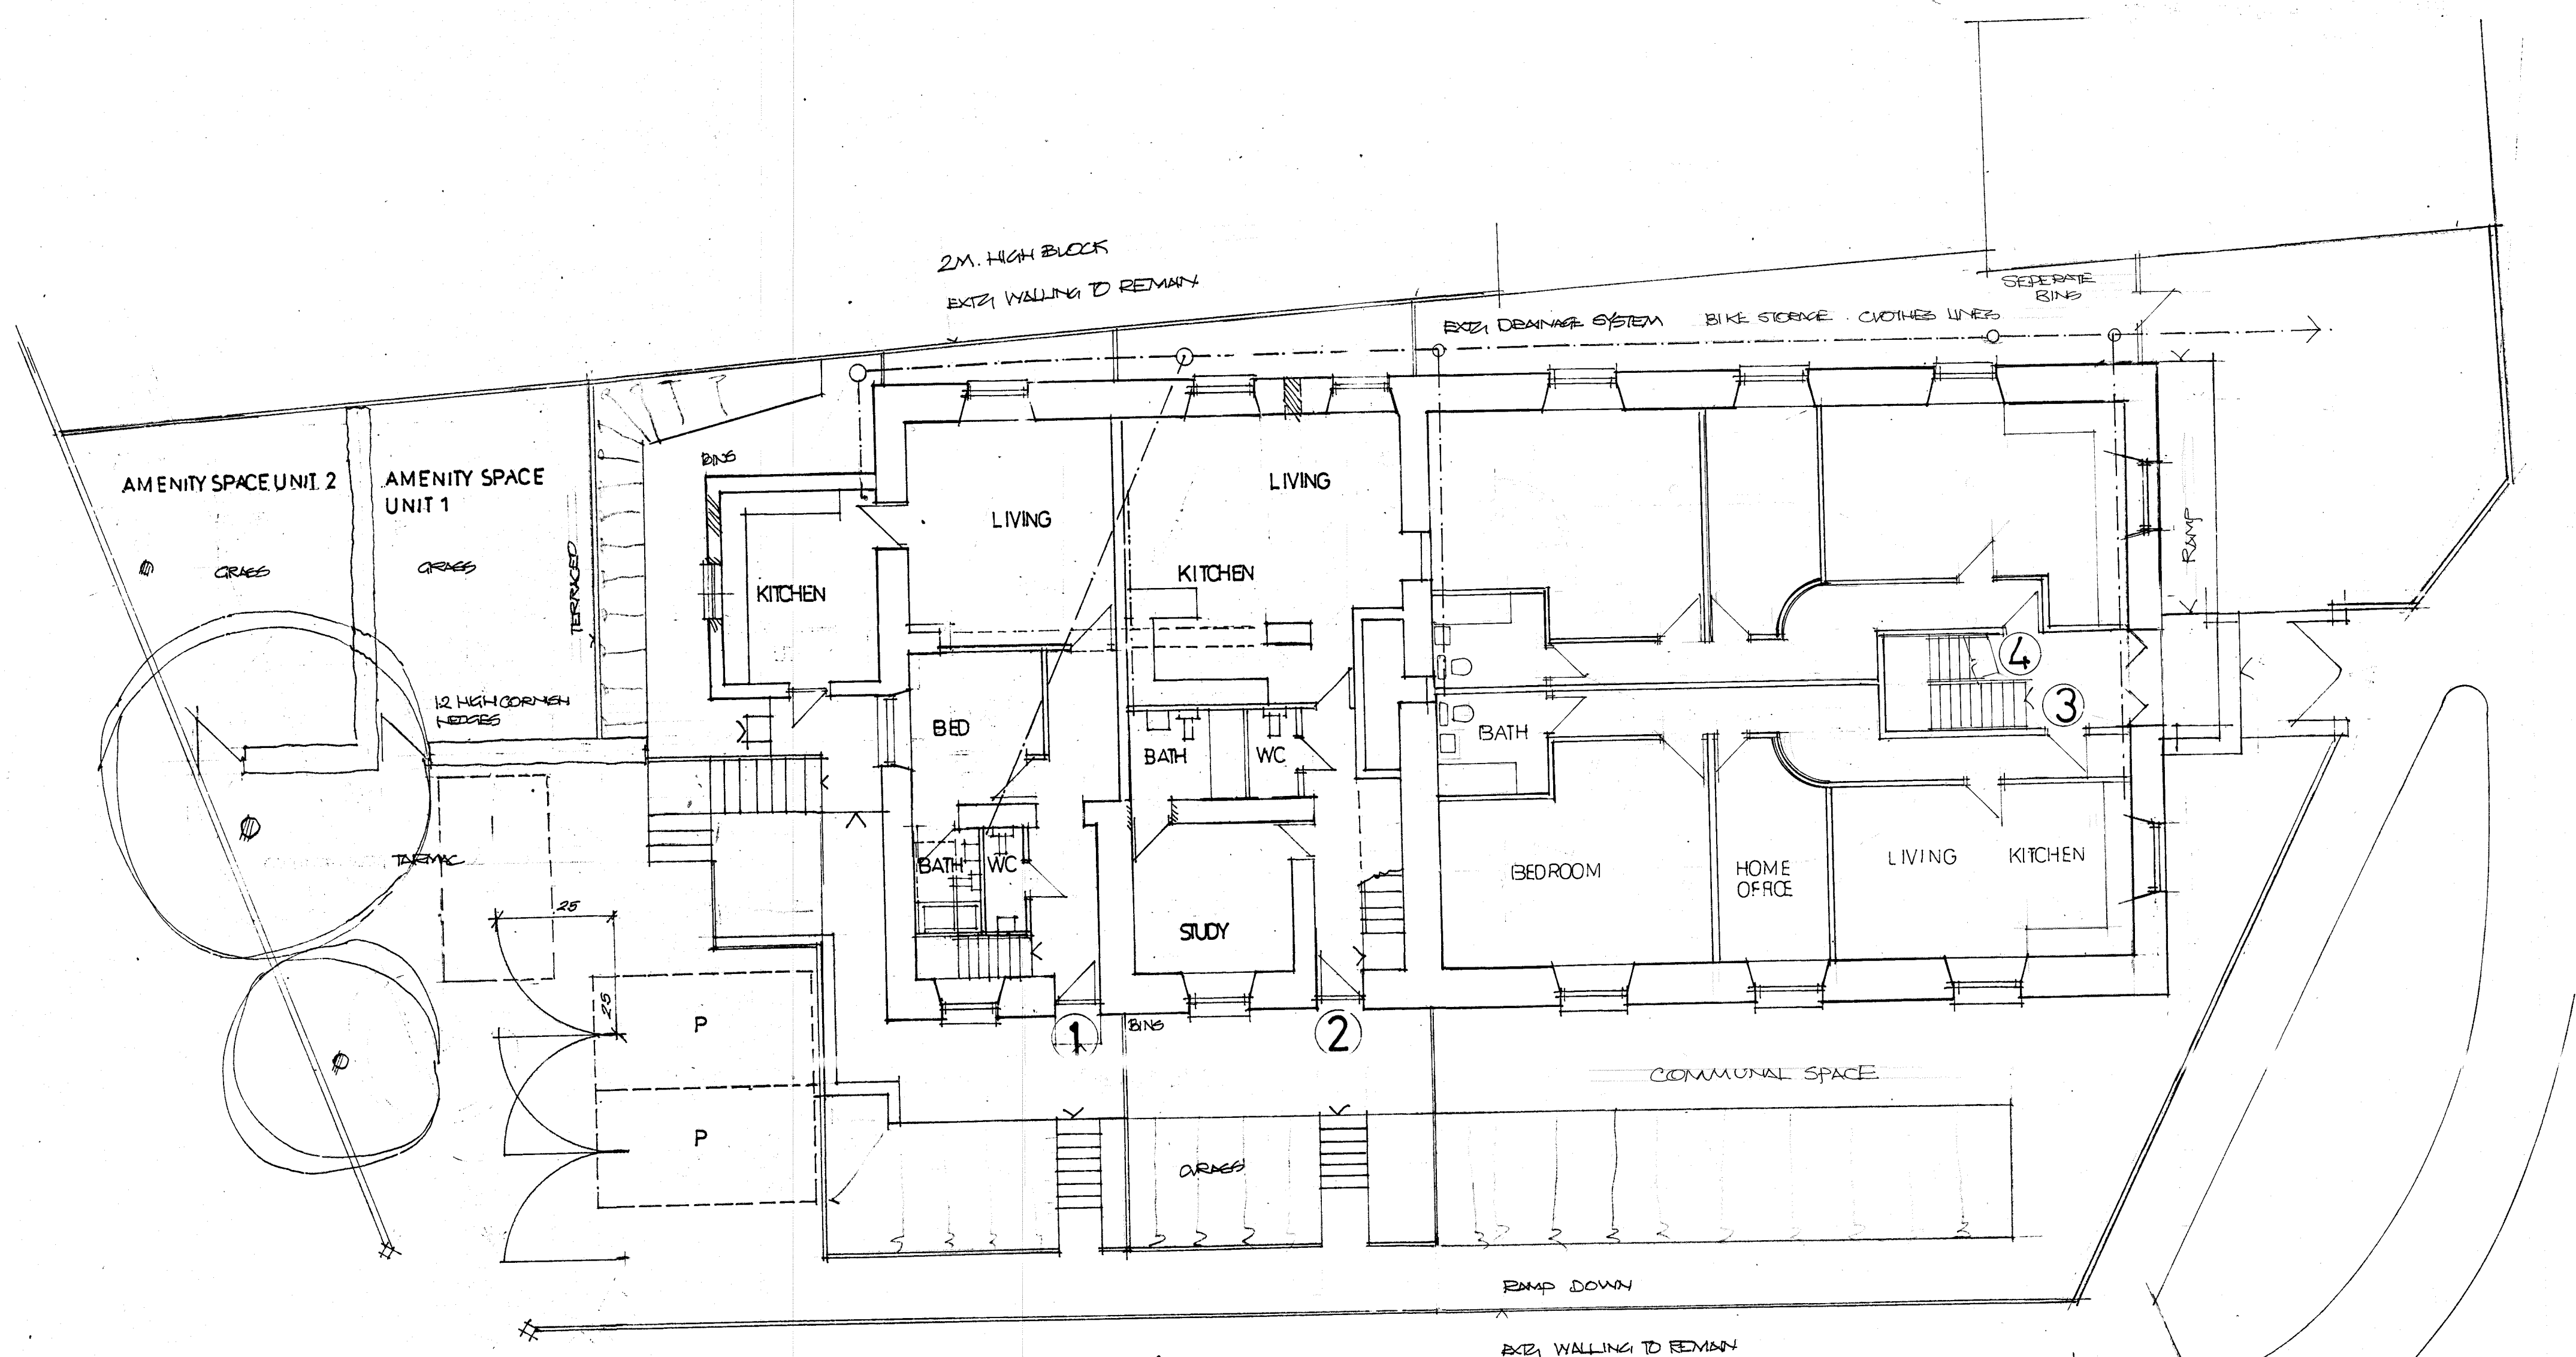 2M. HIGH BLOCK
EXTG WALLING TO REMAIN
SEPERATE
BINS
EXTG DRAINAGE SYSTEM
BIKE STORAGE . CLOTHES LINES
BINS
AMENITY SPACE UNIT 2
AMENITY SPACE
UNIT 1
LIVING
LIVING
RAMP
GRASS
GRASS
TERRACED
KITCHEN
KITCHEN
4
1.2 HIGH CORNISH
HEDGES
3
BED
BATH
WC
BATH
TARMAC
BATH
WC
BEDROOM
HOME
OFFICE
LIVING
KITCHEN
25
STUDY
25
P
1
BINS
2
COMMUNAL SPACE
P
GRASS
RAMP DOWN
EXTG WALLING TO REMAIN